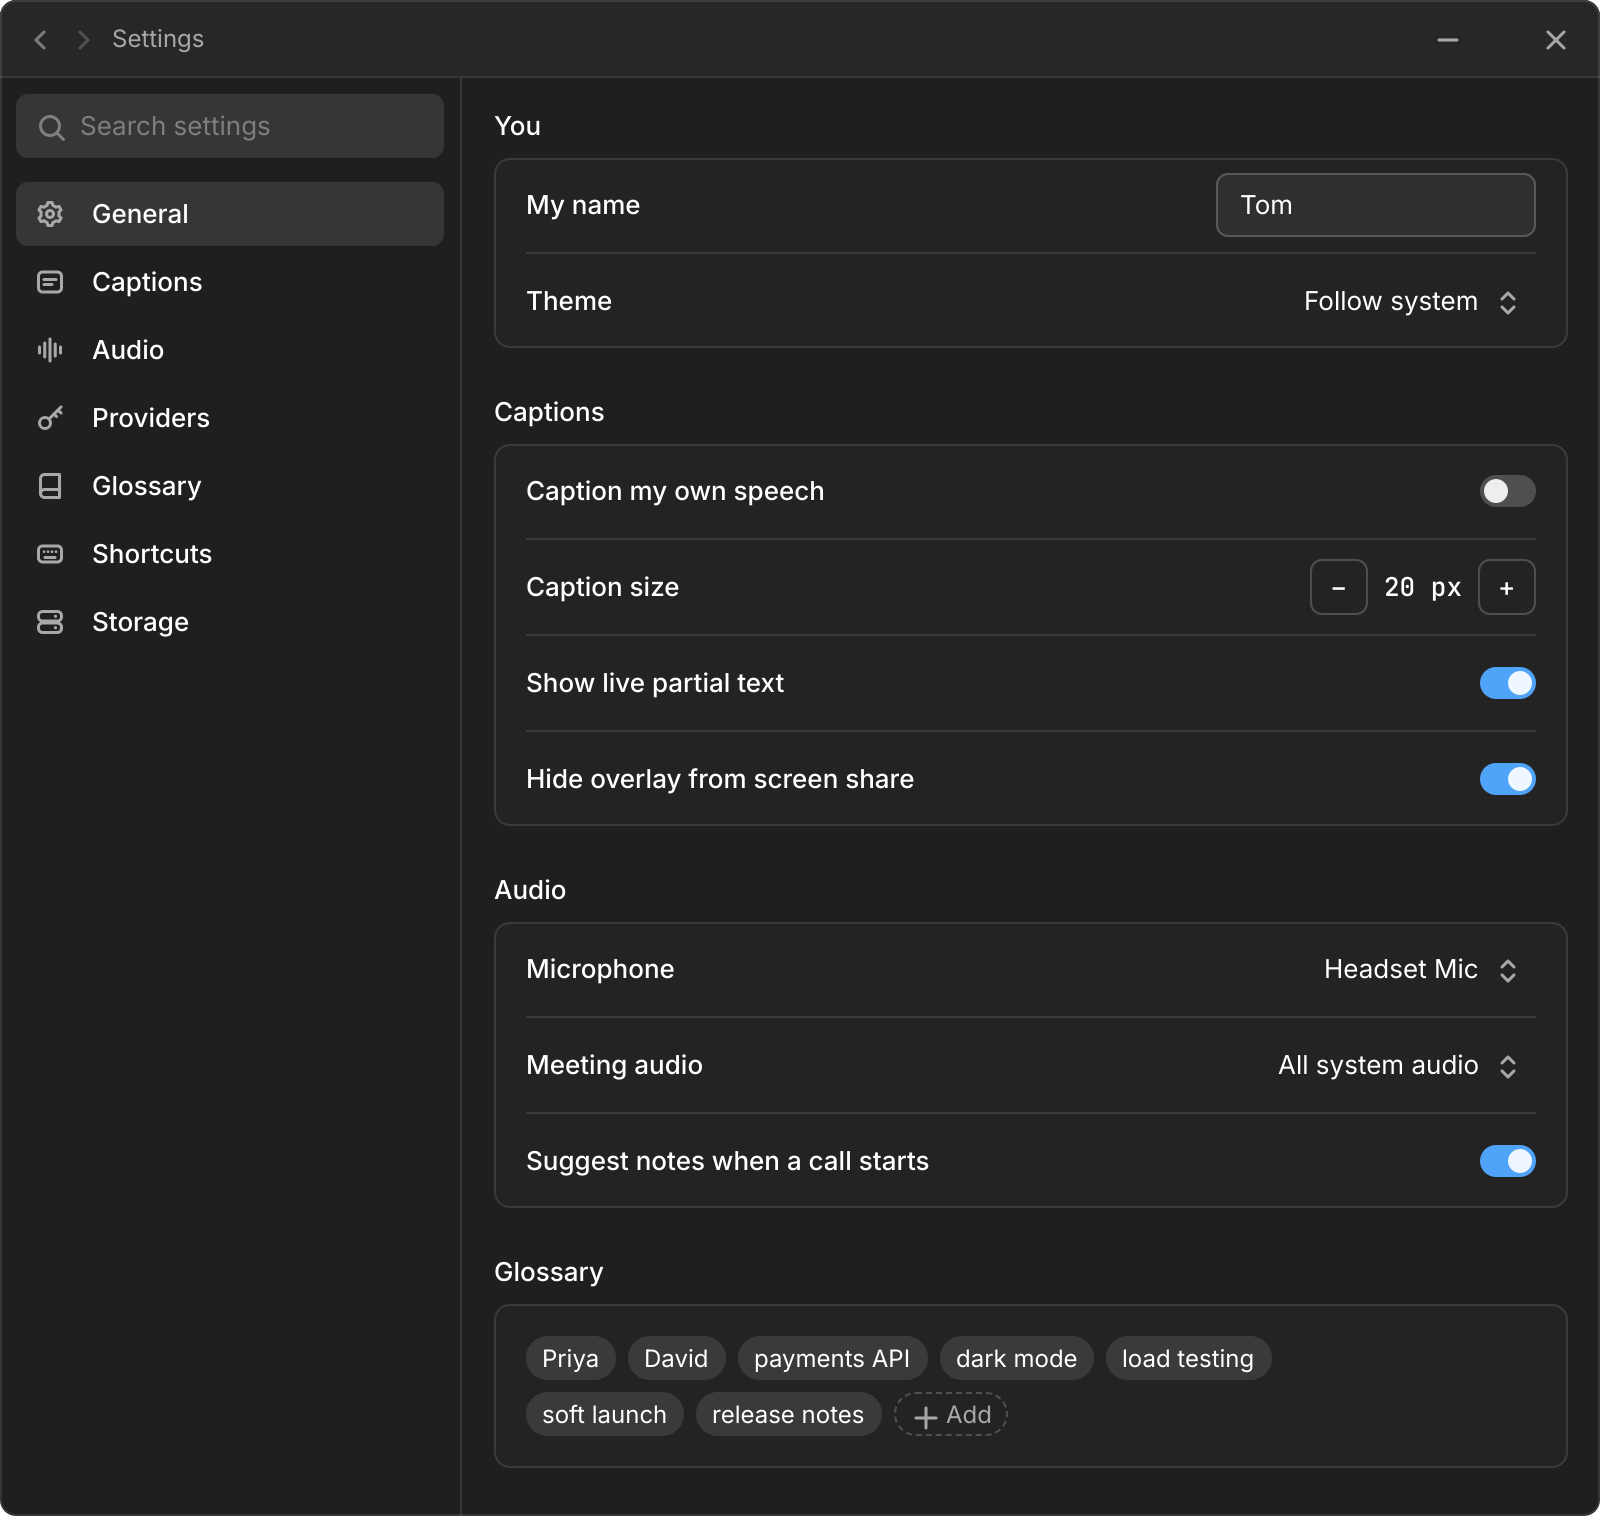 Settings
Search settings
General
Captions
Audio
Providers
Glossary
Shortcuts
Storage
You
My name
Tom
Theme
Follow system
Captions
Caption my own speech
Caption size
- 20 px +
Show live partial text
Hide overlay from screen share
Audio
Microphone
Headset Mic
Meeting audio
All system audio
Suggest notes when a call starts
Glossary
Priya David payments API dark mode load testing
soft launch release notes + Add